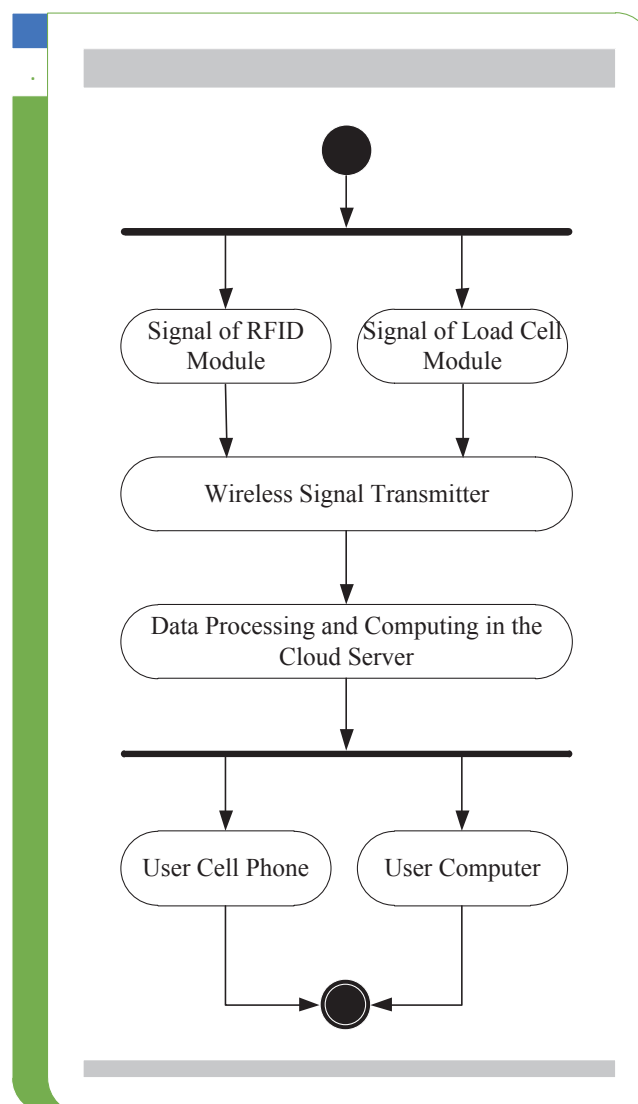 Signal of RFID
Module
Signal of Load Cell
Module
Wireless Signal Transmitter
Data Processing and Computing in the
Cloud Server
User Cell Phone
User Computer